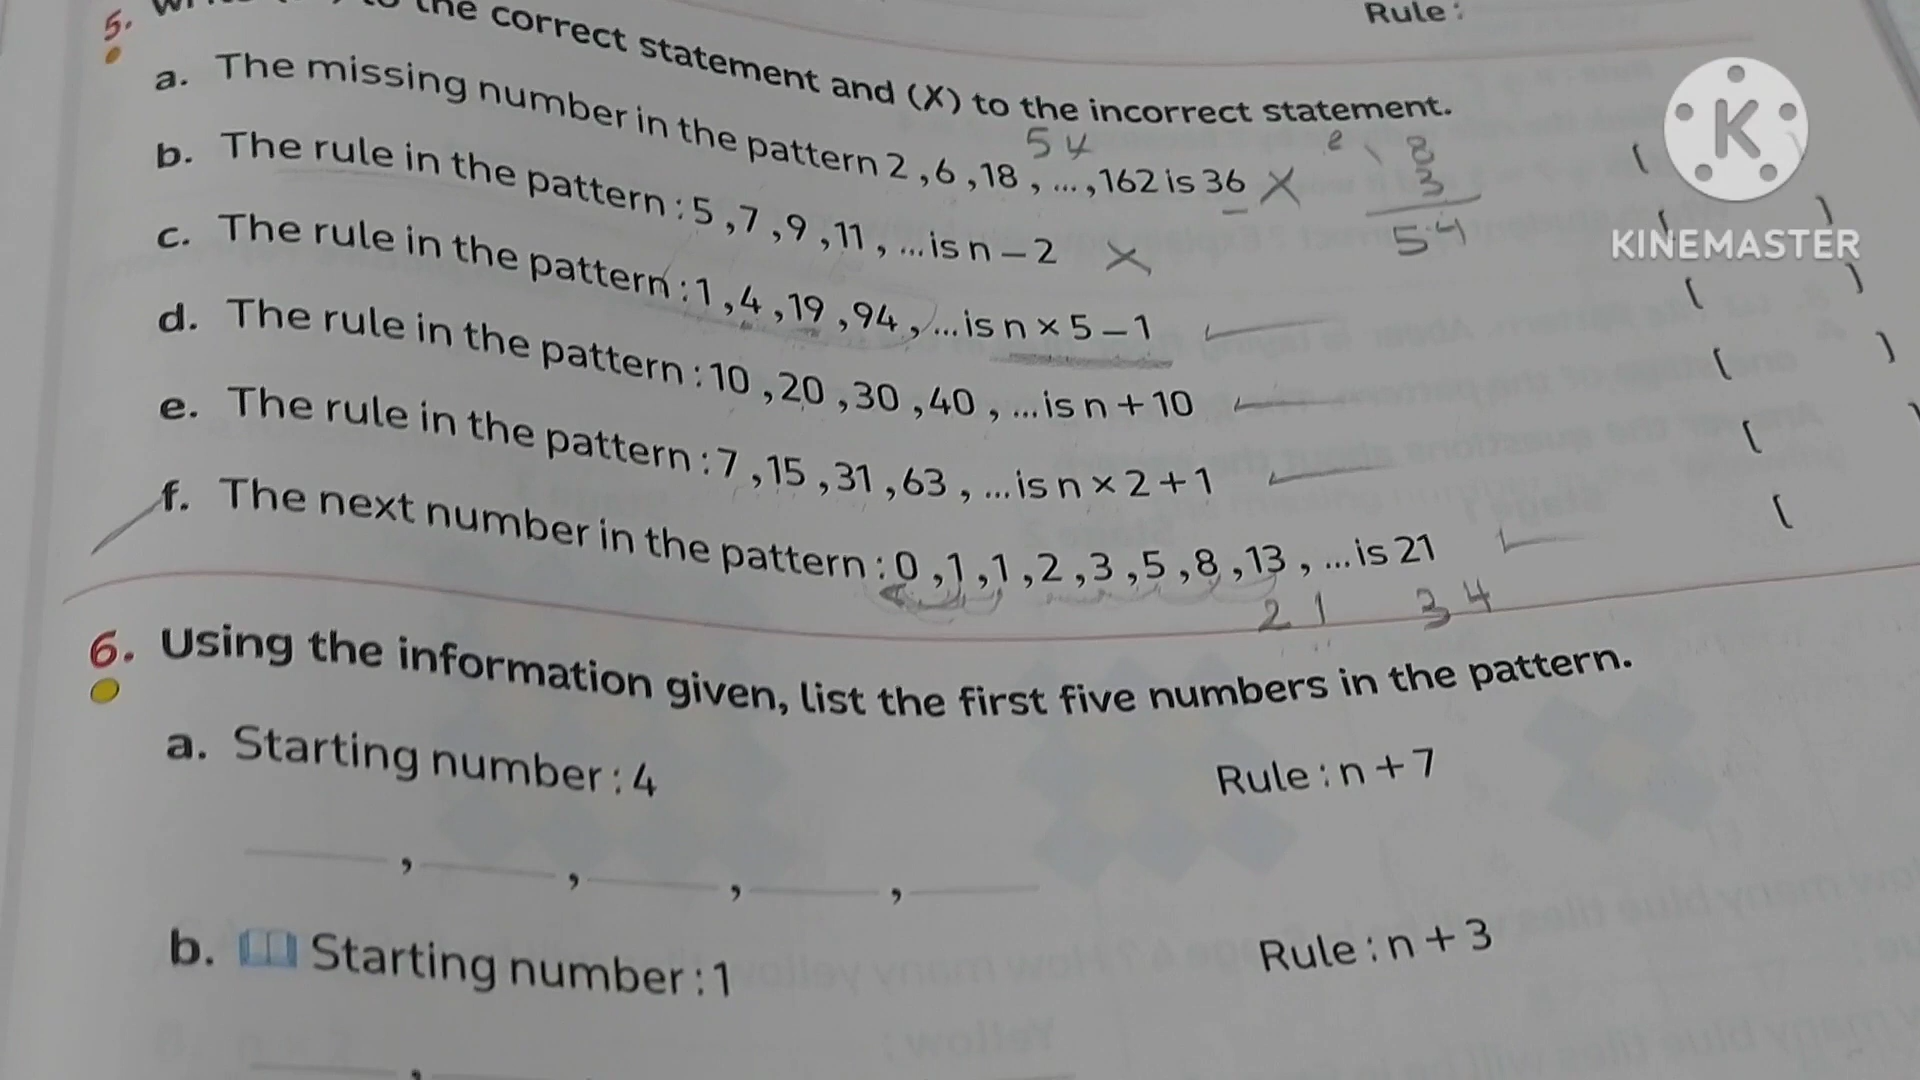 Rule:
5. the correct statement and (X) to the incorrect statement.
a. The missing number in the pattern 2 , 6 , 18 , ... , 162 is 36 X
54
8
3
54
b. The rule in the pattern : 5 , 7 , 9 , 11 , ... is n – 2 X
c. The rule in the pattern : 1 , 4 , 19 , 94 , ... is n × 5 – 1 ✓
d. The rule in the pattern : 10 , 20 , 30 , 40 , ... is n + 10 ✓
e. The rule in the pattern : 7 , 15 , 31 , 63 , ... is n × 2 + 1 ✓
f. The next number in the pattern : 0 , 1 , 1 , 2 , 3 , 5 , 8 , 13 , ... is 21 ✓
21 34
6. Using the information given, list the first five numbers in the pattern.
a. Starting number : 4 Rule : n + 7
b. Starting number : 1 Rule : n + 3
K
KINEMASTER